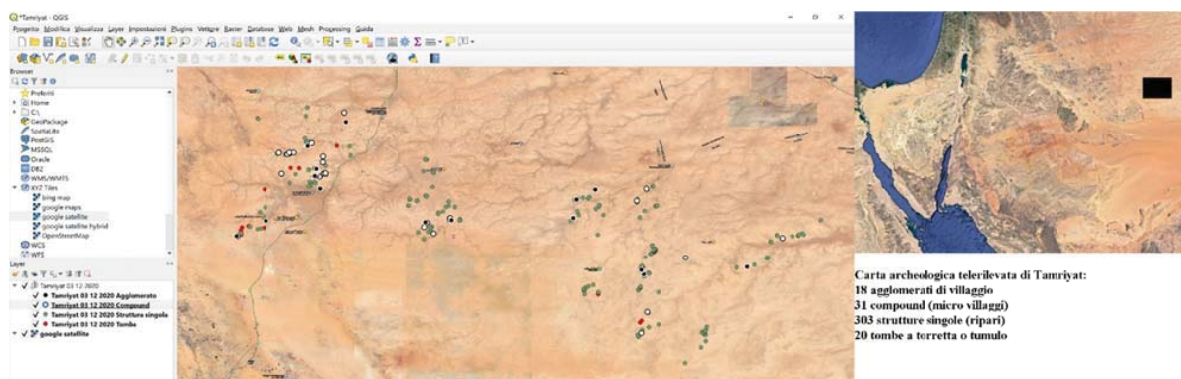 *Tamriyat - QGIS
Progetto Modifica Visualizza Layer Impostazioni Plugins Vettore Raster Database Web Mesh Processing Guida
Browser
Preferiti
Home
C:\
GeoPackage
SpatiaLite
PostGIS
MSSQL
Oracle
DB2
WMS/WMTS
XYZ Tiles
bing map
google maps
google satellite
google satellite hybrid
OpenStreetMap
WCS
WFS
Layer
Tamriyat 03 12 2020
Tamriyat 03 12 2020 Agglomerato
Tamriyat 03 12 2020 Compound
Tamriyat 03 12 2020 Strutture singole
Tamriyat 03 12 2020 Tombe
google satellite
Carta archeologica telerilevata di Tamriyat:
18 agglomerati di villaggio
31 compound (micro villaggi)
303 strutture singole (ripari)
20 tombe a torretta o tumulo